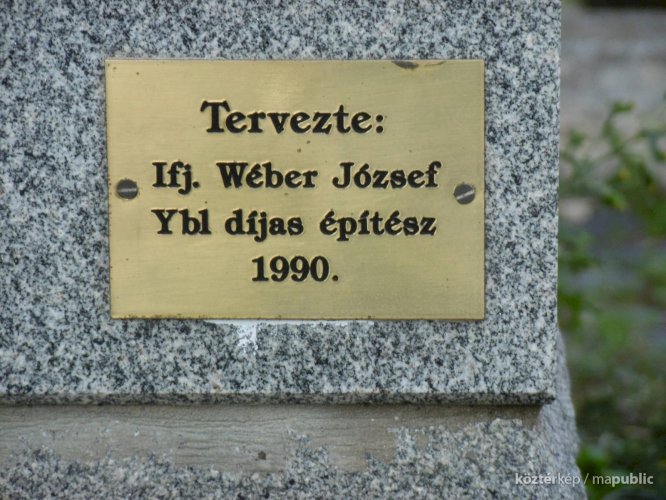 Tervezte:
Ifj. Wéber József
Ybl díjas építész
1990.
köztérkép / mapublic